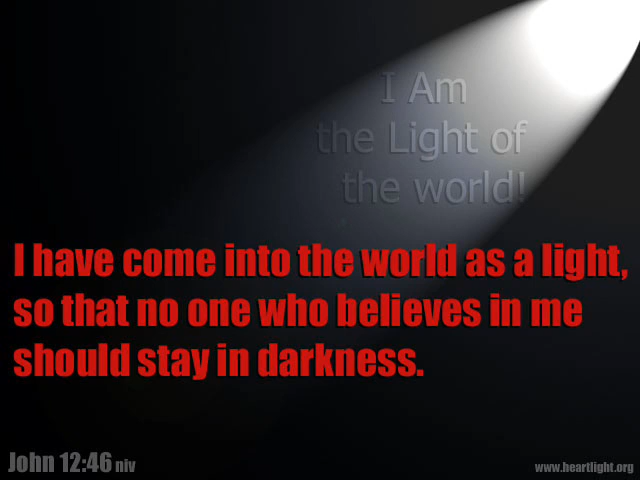 I Am
the Light of
the world!
I have come into the world as a light,
so that no one who believes in me
should stay in darkness.
John 12:46 niv
www.heartlight.org